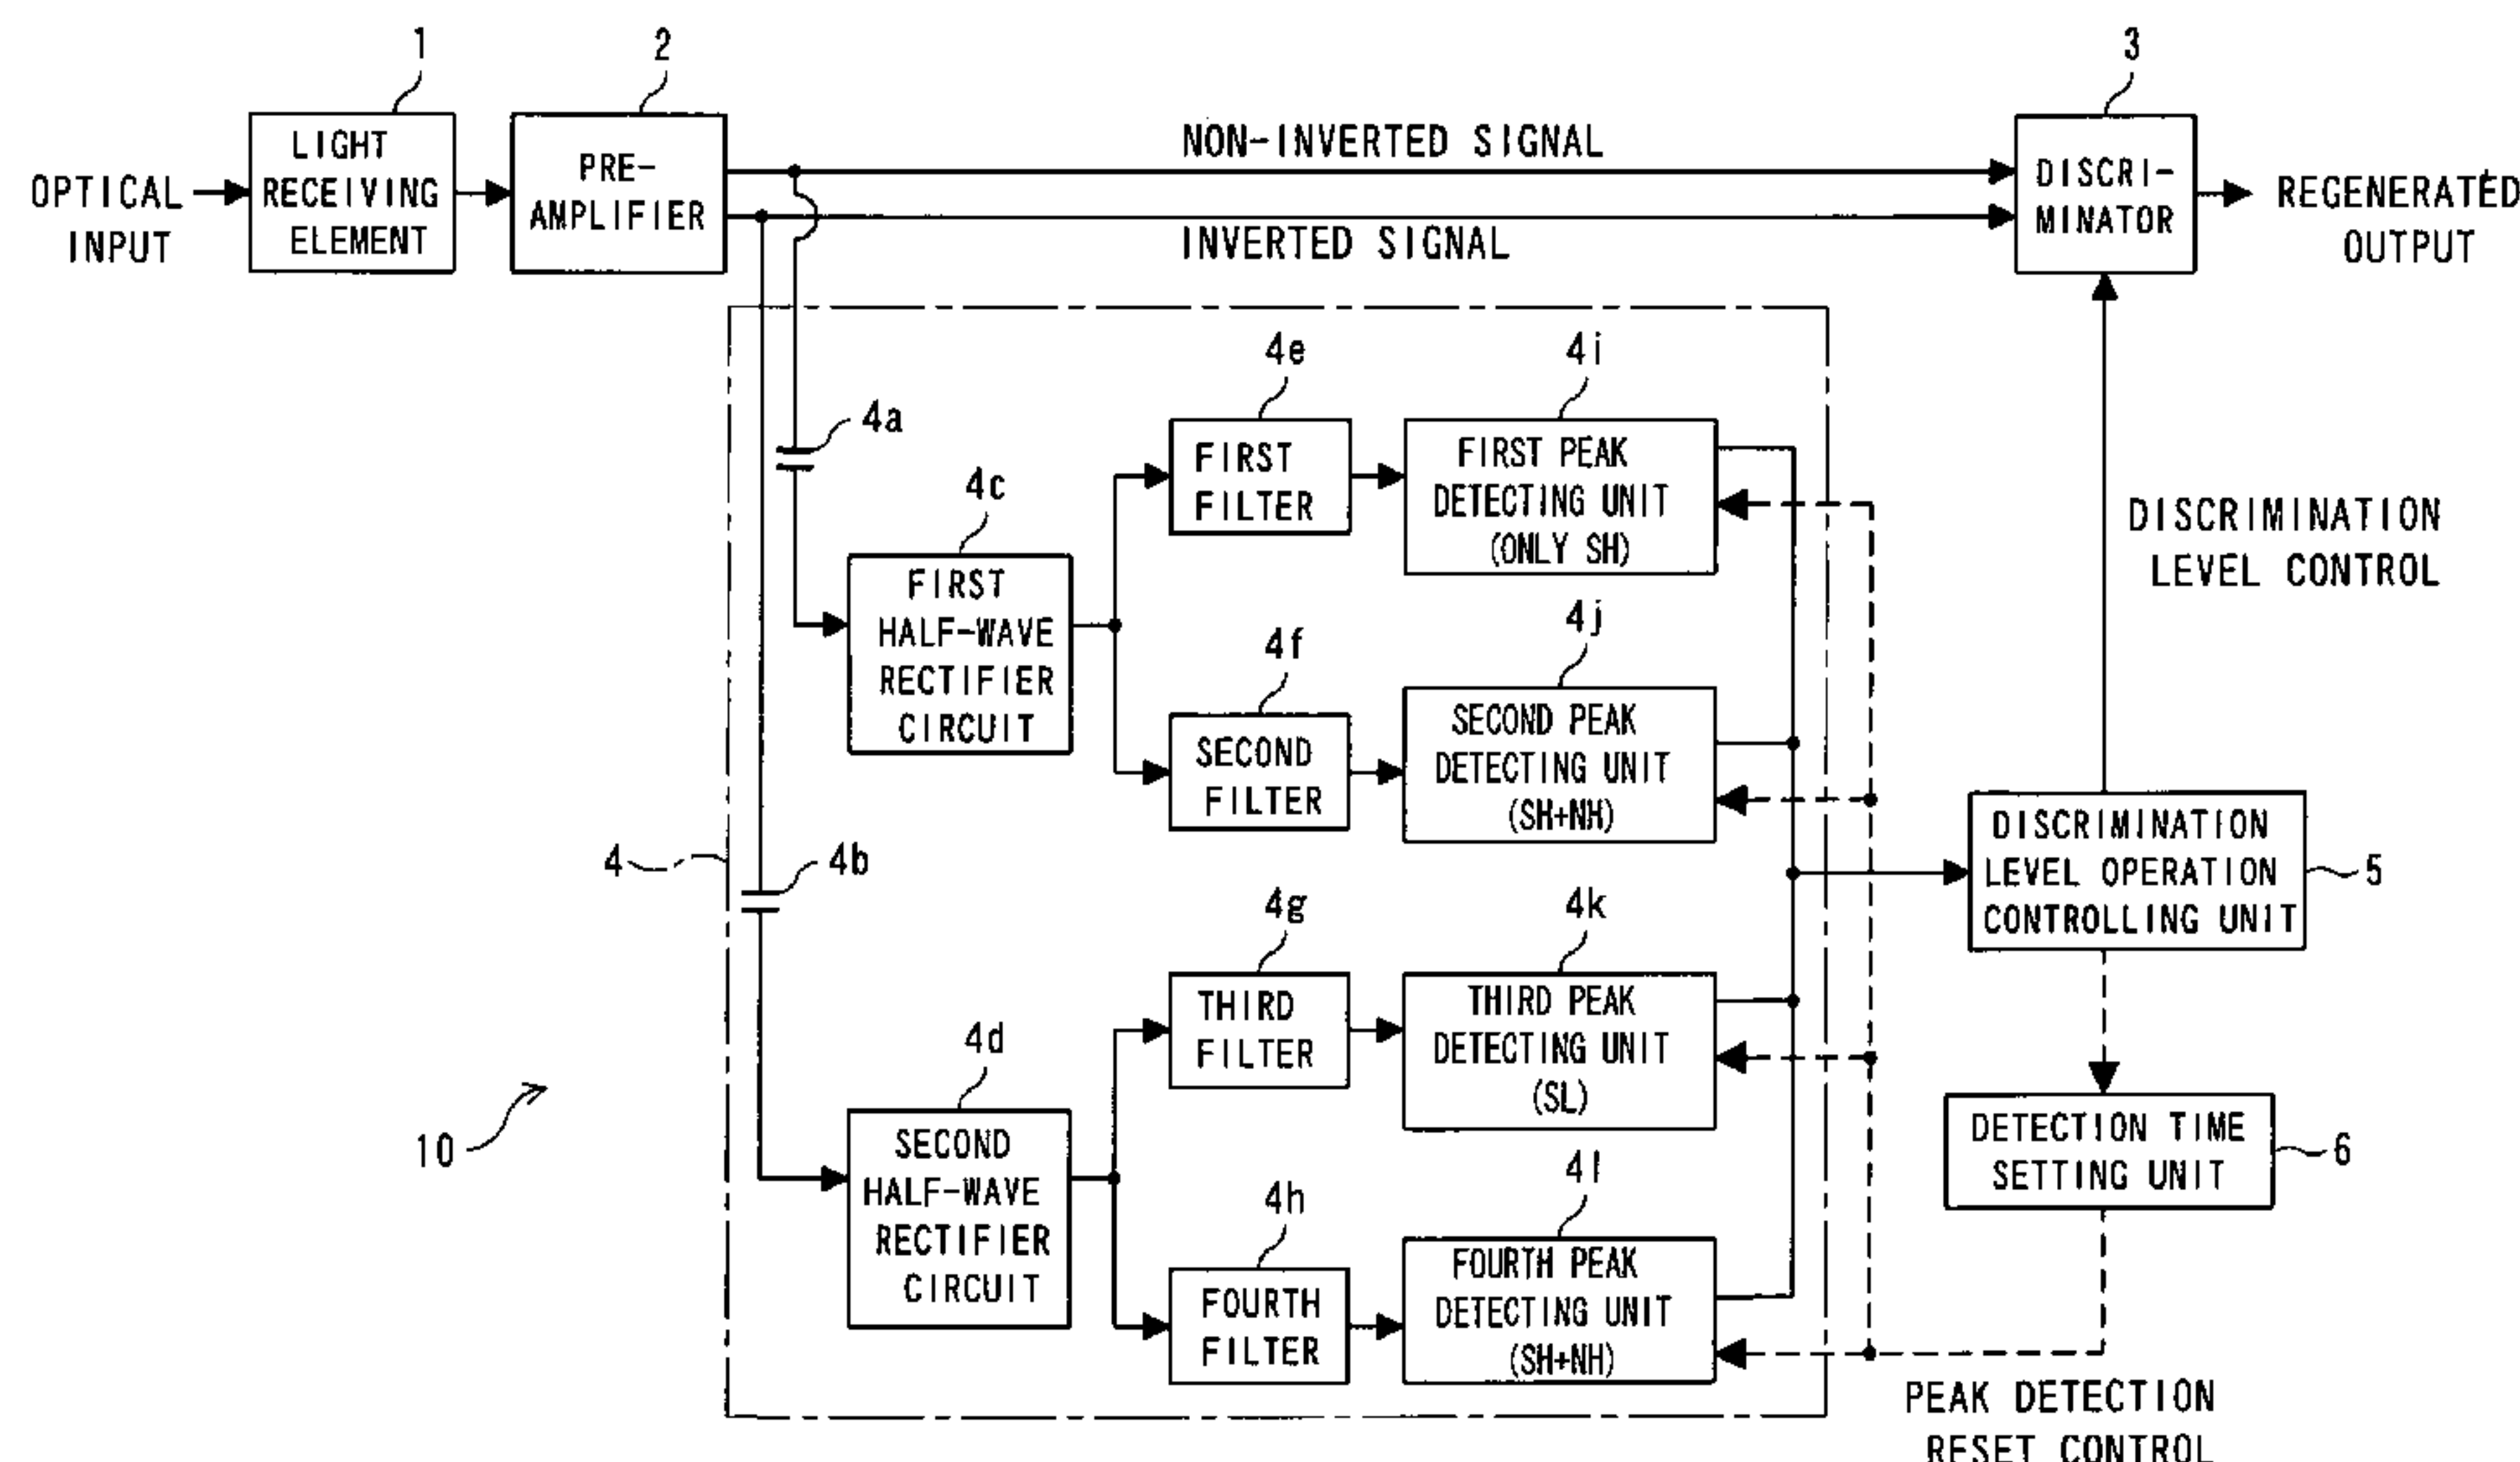 1
2
3
OPTICAL
INPUT
LIGHT
RECEIVING
ELEMENT
PRE-
AMPLIFIER
NON-INVERTED SIGNAL
INVERTED SIGNAL
DISCRI-
MINATOR
REGENERATED
OUTPUT
4a
4c
4e
4i
FIRST
HALF-WAVE
RECTIFIER
CIRCUIT
FIRST
FILTER
FIRST PEAK
DETECTING UNIT
(ONLY SH)
DISCRIMINATION
LEVEL CONTROL
4f
4j
SECOND
FILTER
SECOND PEAK
DETECTING UNIT
(SH+NH)
4
4b
DISCRIMINATION
LEVEL OPERATION
CONTROLLING UNIT
5
4g
4k
THIRD
FILTER
THIRD PEAK
DETECTING UNIT
(SL)
10
4d
SECOND
HALF-WAVE
RECTIFIER
CIRCUIT
DETECTION TIME
SETTING UNIT
6
4h
4l
FOURTH
FILTER
FOURTH PEAK
DETECTING UNIT
(SH+NH)
PEAK DETECTION
RESET CONTROL